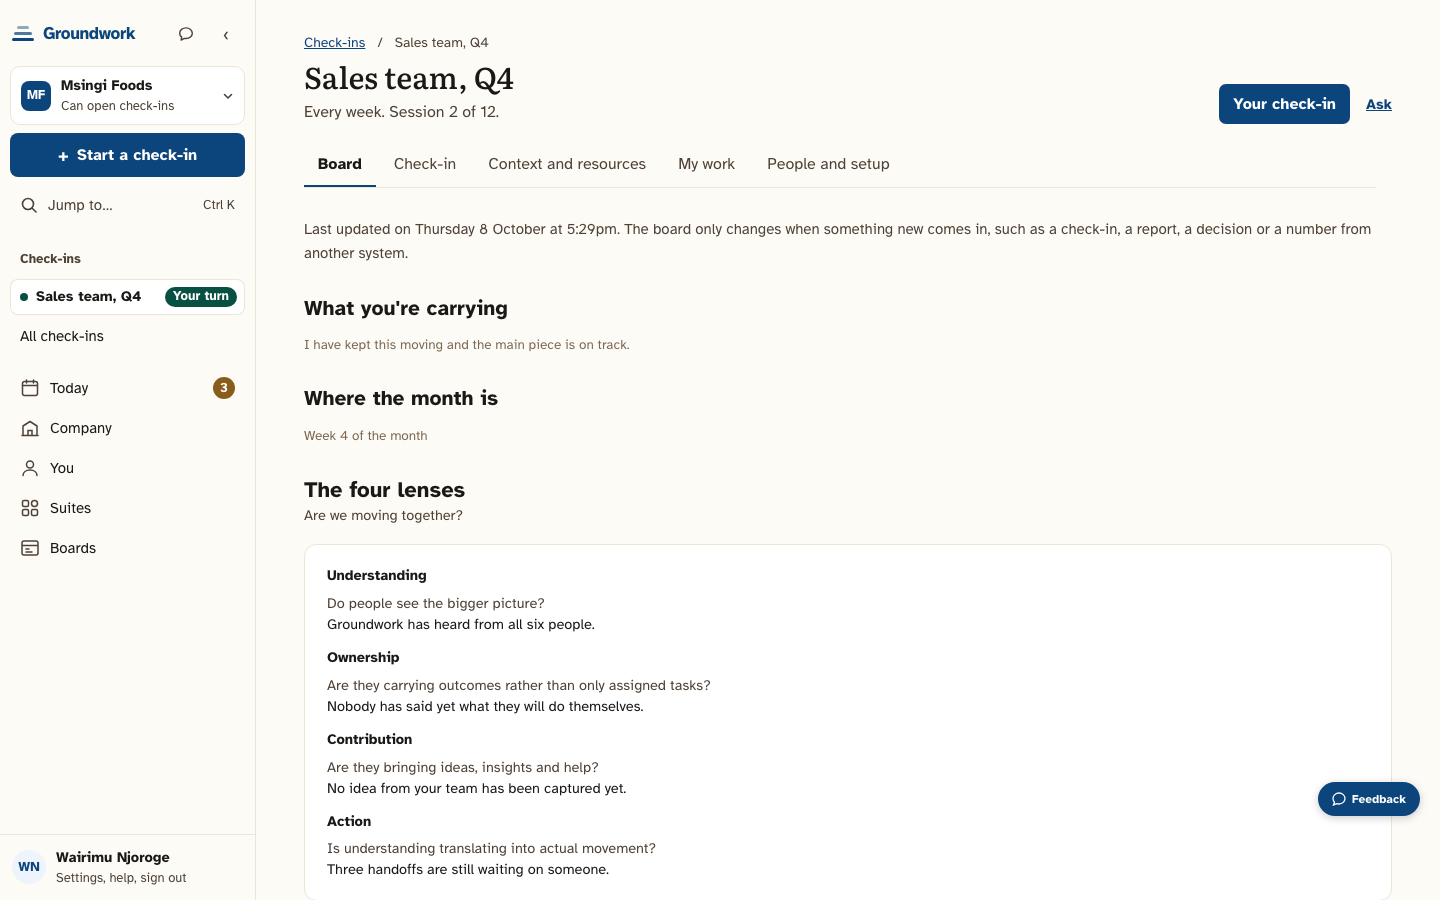 Groundwork
MF
Msingi Foods
Can open check-ins
+ Start a check-in
Jump to...
Ctrl K
Check-ins
Sales team, Q4
Your turn
All check-ins
Today
3
Company
You
Suites
Boards
WN
Wairimu Njoroge
Settings, help, sign out
Check-ins / Sales team, Q4
Sales team, Q4
Every week. Session 2 of 12.
Your check-in
Ask
Board
Check-in
Context and resources
My work
People and setup
Last updated on Thursday 8 October at 5:29pm. The board only changes when something new comes in, such as a check-in, a report, a decision or a number from
another system.
What you're carrying
I have kept this moving and the main piece is on track.
Where the month is
Week 4 of the month
The four lenses
Are we moving together?
Understanding
Do people see the bigger picture?
Groundwork has heard from all six people.
Ownership
Are they carrying outcomes rather than only assigned tasks?
Nobody has said yet what they will do themselves.
Contribution
Are they bringing ideas, insights and help?
No idea from your team has been captured yet.
Action
Is understanding translating into actual movement?
Three handoffs are still waiting on someone.
Feedback